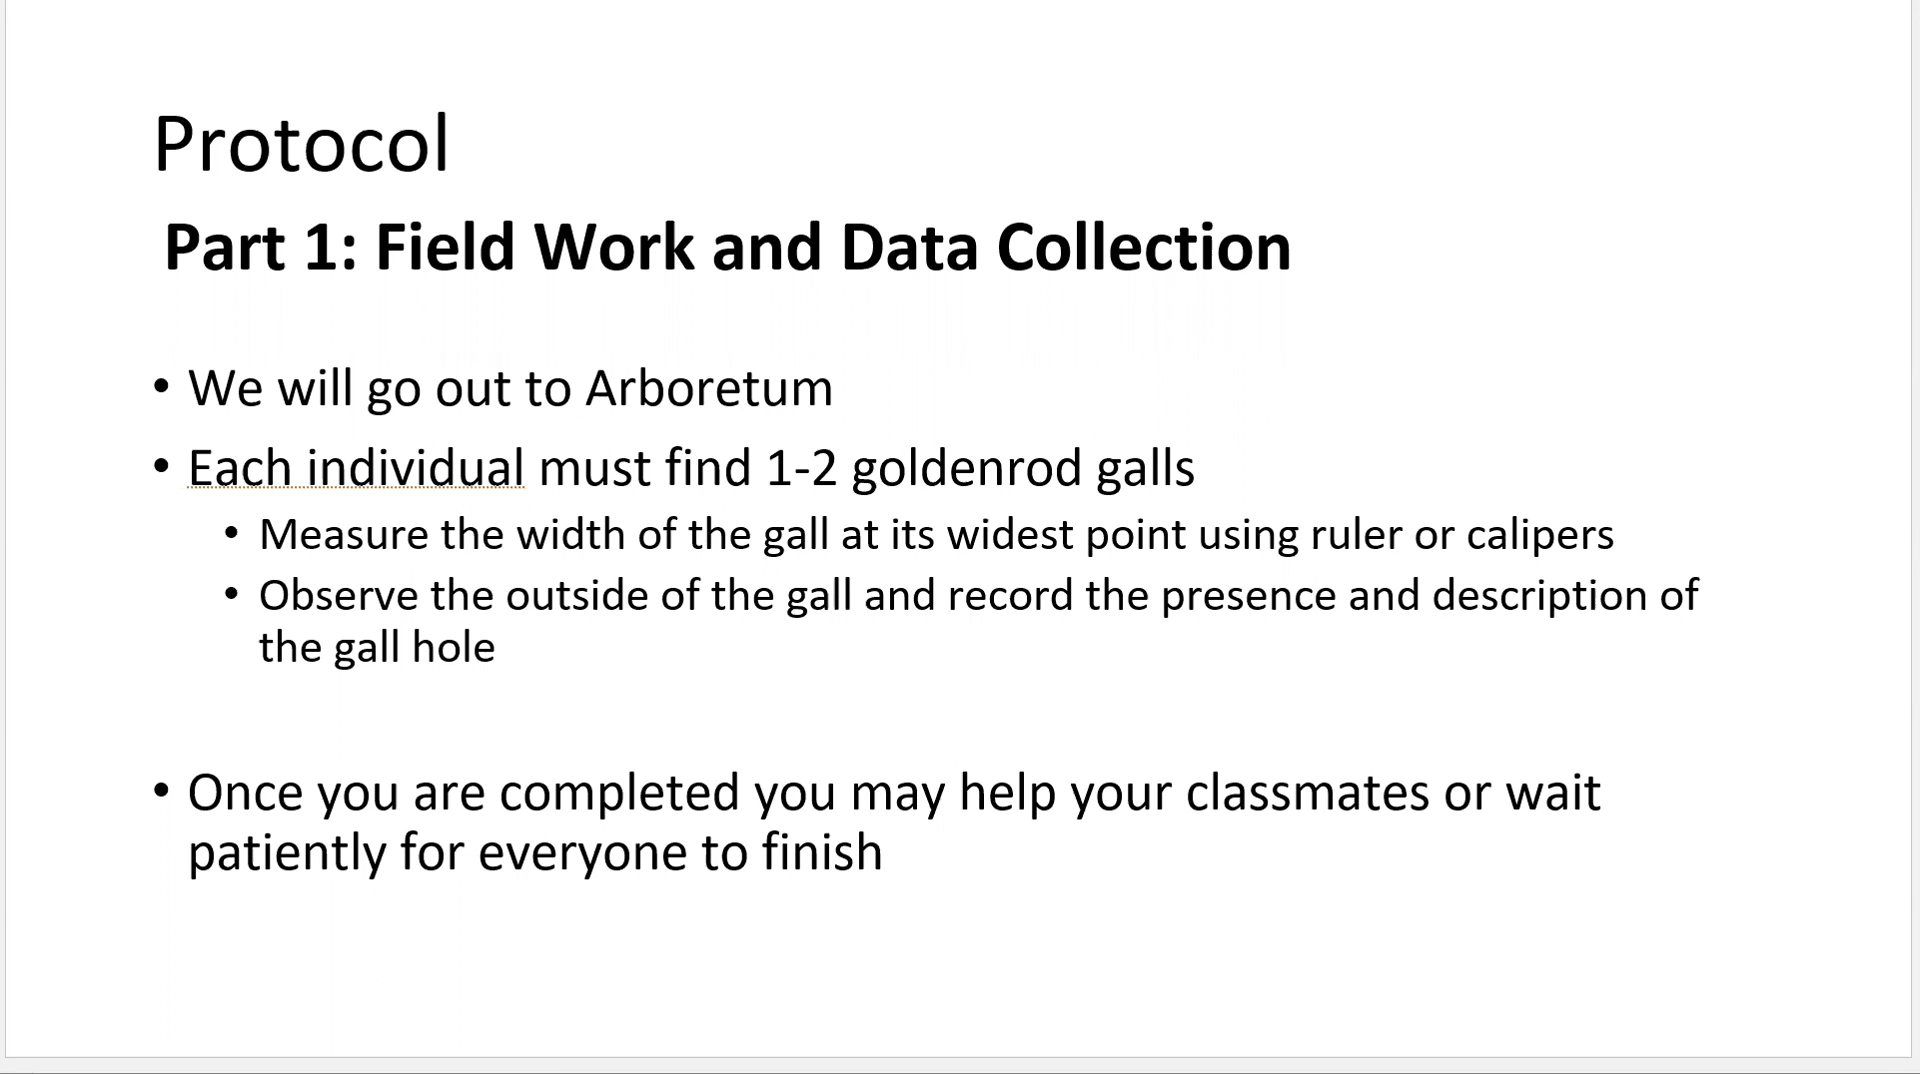 Protocol
Part 1: Field Work and Data Collection
• We will go out to Arboretum
• Each individual must find 1-2 goldenrod galls
• Measure the width of the gall at its widest point using ruler or calipers
• Observe the outside of the gall and record the presence and description of
the gall hole
• Once you are completed you may help your classmates or wait
patiently for everyone to finish